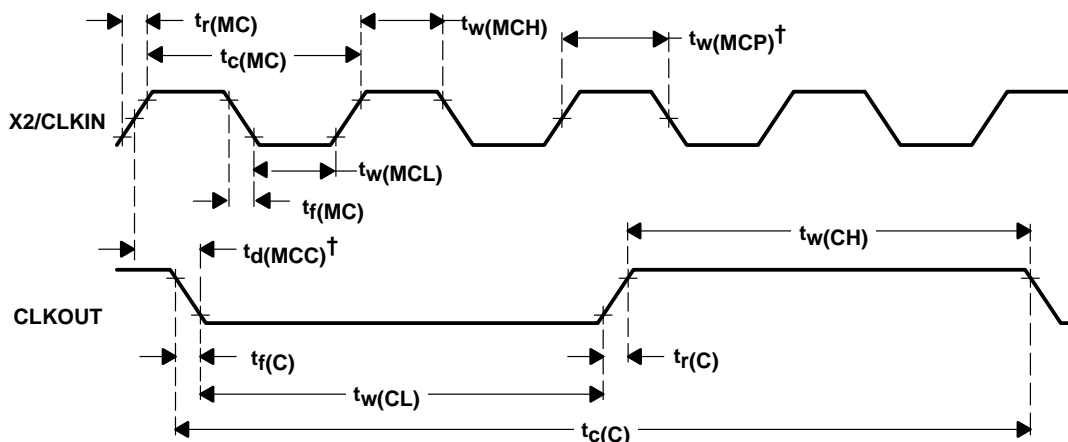 tr(MC)
tw(MCH)
tw(MCP)†
tc(MC)
X2/CLKIN
tw(MCL)
tf(MC)
tw(CH)
td(MCC)†
CLKOUT
tf(C)
tr(C)
tw(CL)
tc(C)